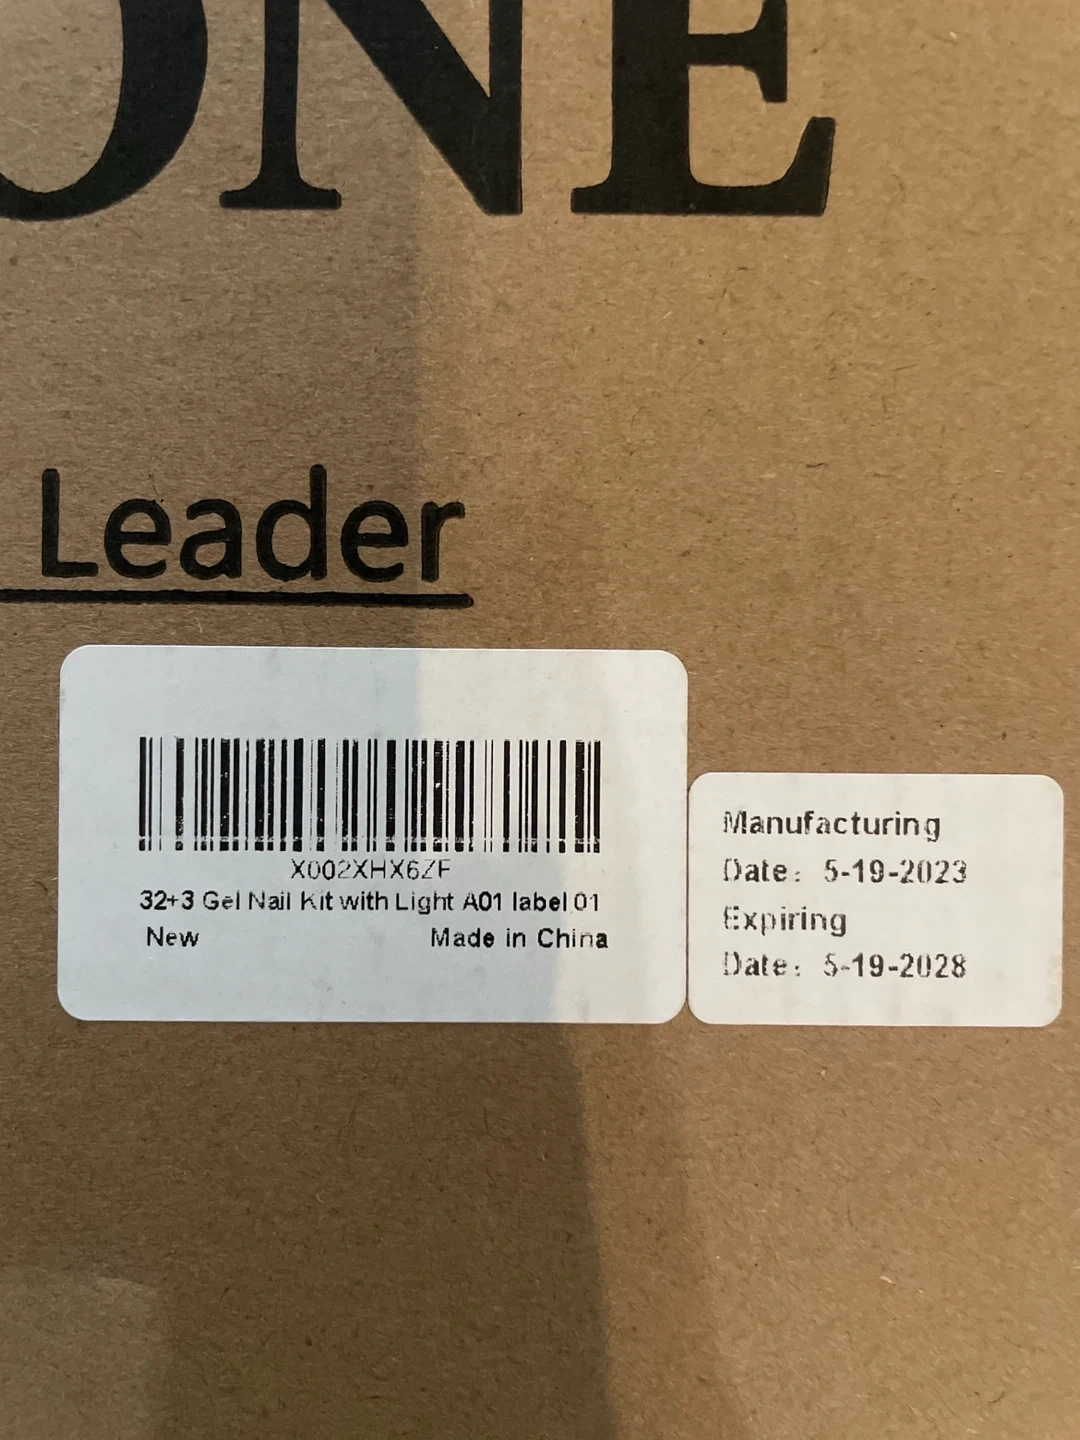 ONE
Leader
X002XHX6ZF
32+3 Gel Nail Kit with Light A01 label 01
New Made in China
Manufacturing
Date: 5-19-2023
Expiring
Date: 5-19-2028